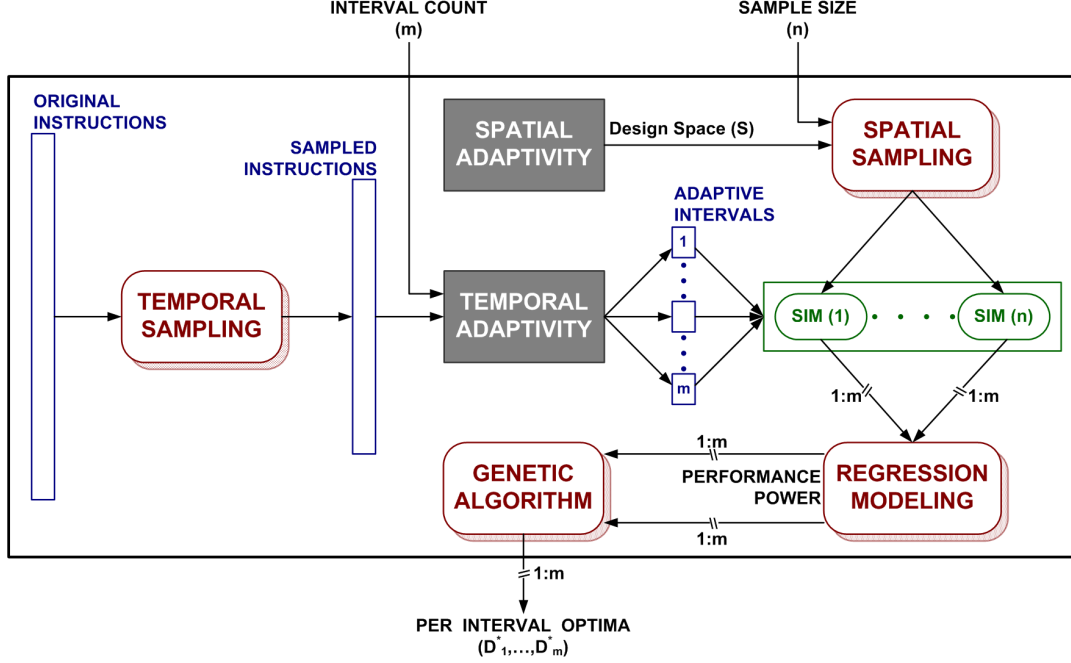 INTERVAL COUNT
(m)
SAMPLE SIZE
(n)
ORIGINAL
INSTRUCTIONS
SAMPLED
INSTRUCTIONS
SPATIAL
ADAPTIVITY
Design Space (S)
SPATIAL
SAMPLING
ADAPTIVE
INTERVALS
1
m
TEMPORAL
SAMPLING
TEMPORAL
ADAPTIVITY
SIM (1)
SIM (n)
1:m
1:m
GENETIC
ALGORITHM
1:m
PERFORMANCE
POWER
1:m
REGRESSION
MODELING
1:m
PER INTERVAL OPTIMA
(D*1,...,D*m)